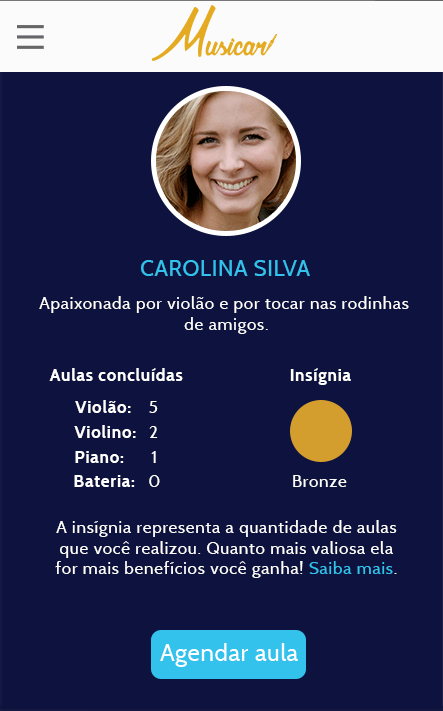 Musicar
CAROLINA SILVA
Apaixonada por violão e por tocar nas rodinhas
de amigos.
Aulas concluídas
Violão: 5
Violino: 2
Piano: 1
Bateria: 0
Insígnia
Bronze
A insígnia representa a quantidade de aulas
que você realizou. Quanto mais valiosa ela
for mais benefícios você ganha! Saiba mais.
Agendar aula